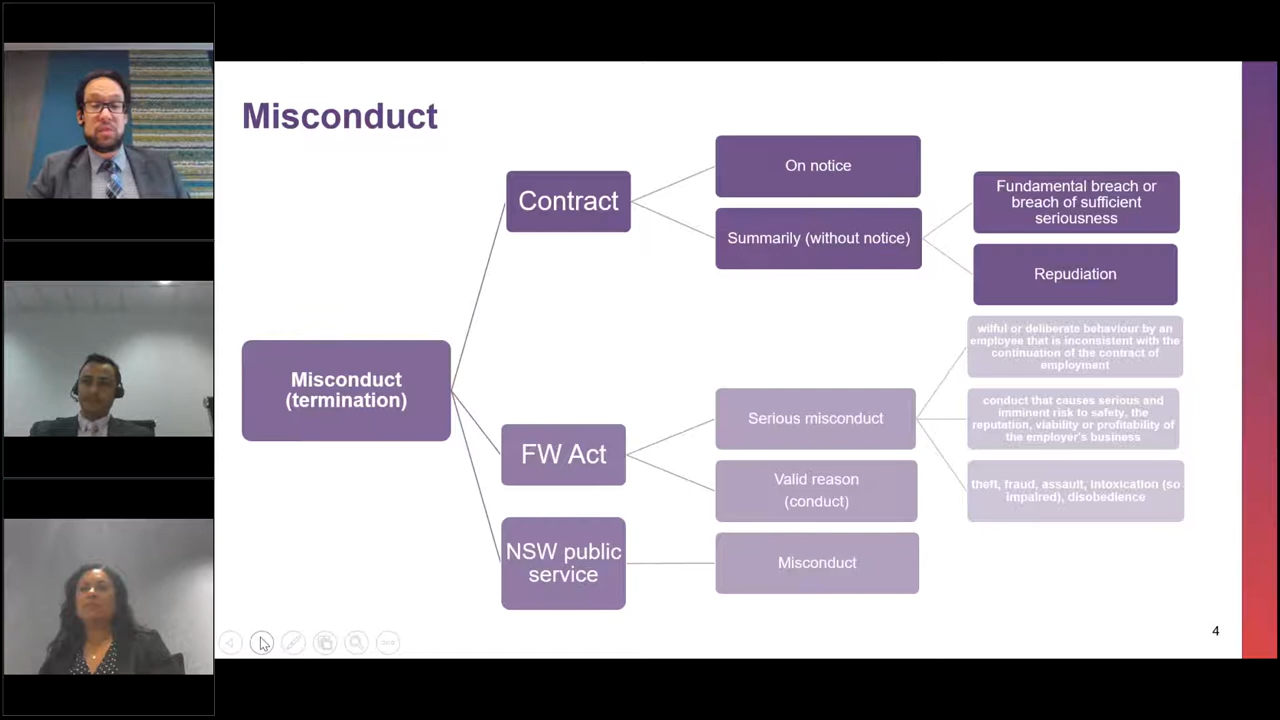 Misconduct
Misconduct
(termination)
Contract
On notice
Summarily (without notice)
Fundamental breach or
breach of sufficient
seriousness
Repudiation
FW Act
Serious misconduct
wilful or deliberate behaviour by an
employee that is inconsistent with the
continuation of the contract of
employment
conduct that causes serious and
imminent risk to safety, the
reputation, viability or profitability of
the employer's business
theft, fraud, assault, intoxication (so
impaired), disobedience
Valid reason
(conduct)
NSW public
service
Misconduct
4